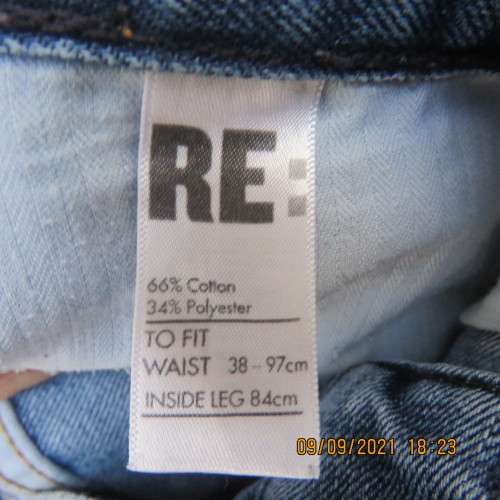 RE:
66% Cotton
34% Polyester
TO FIT
WAIST 38 – 97cm
INSIDE LEG 84cm
09/09/2021 18:23